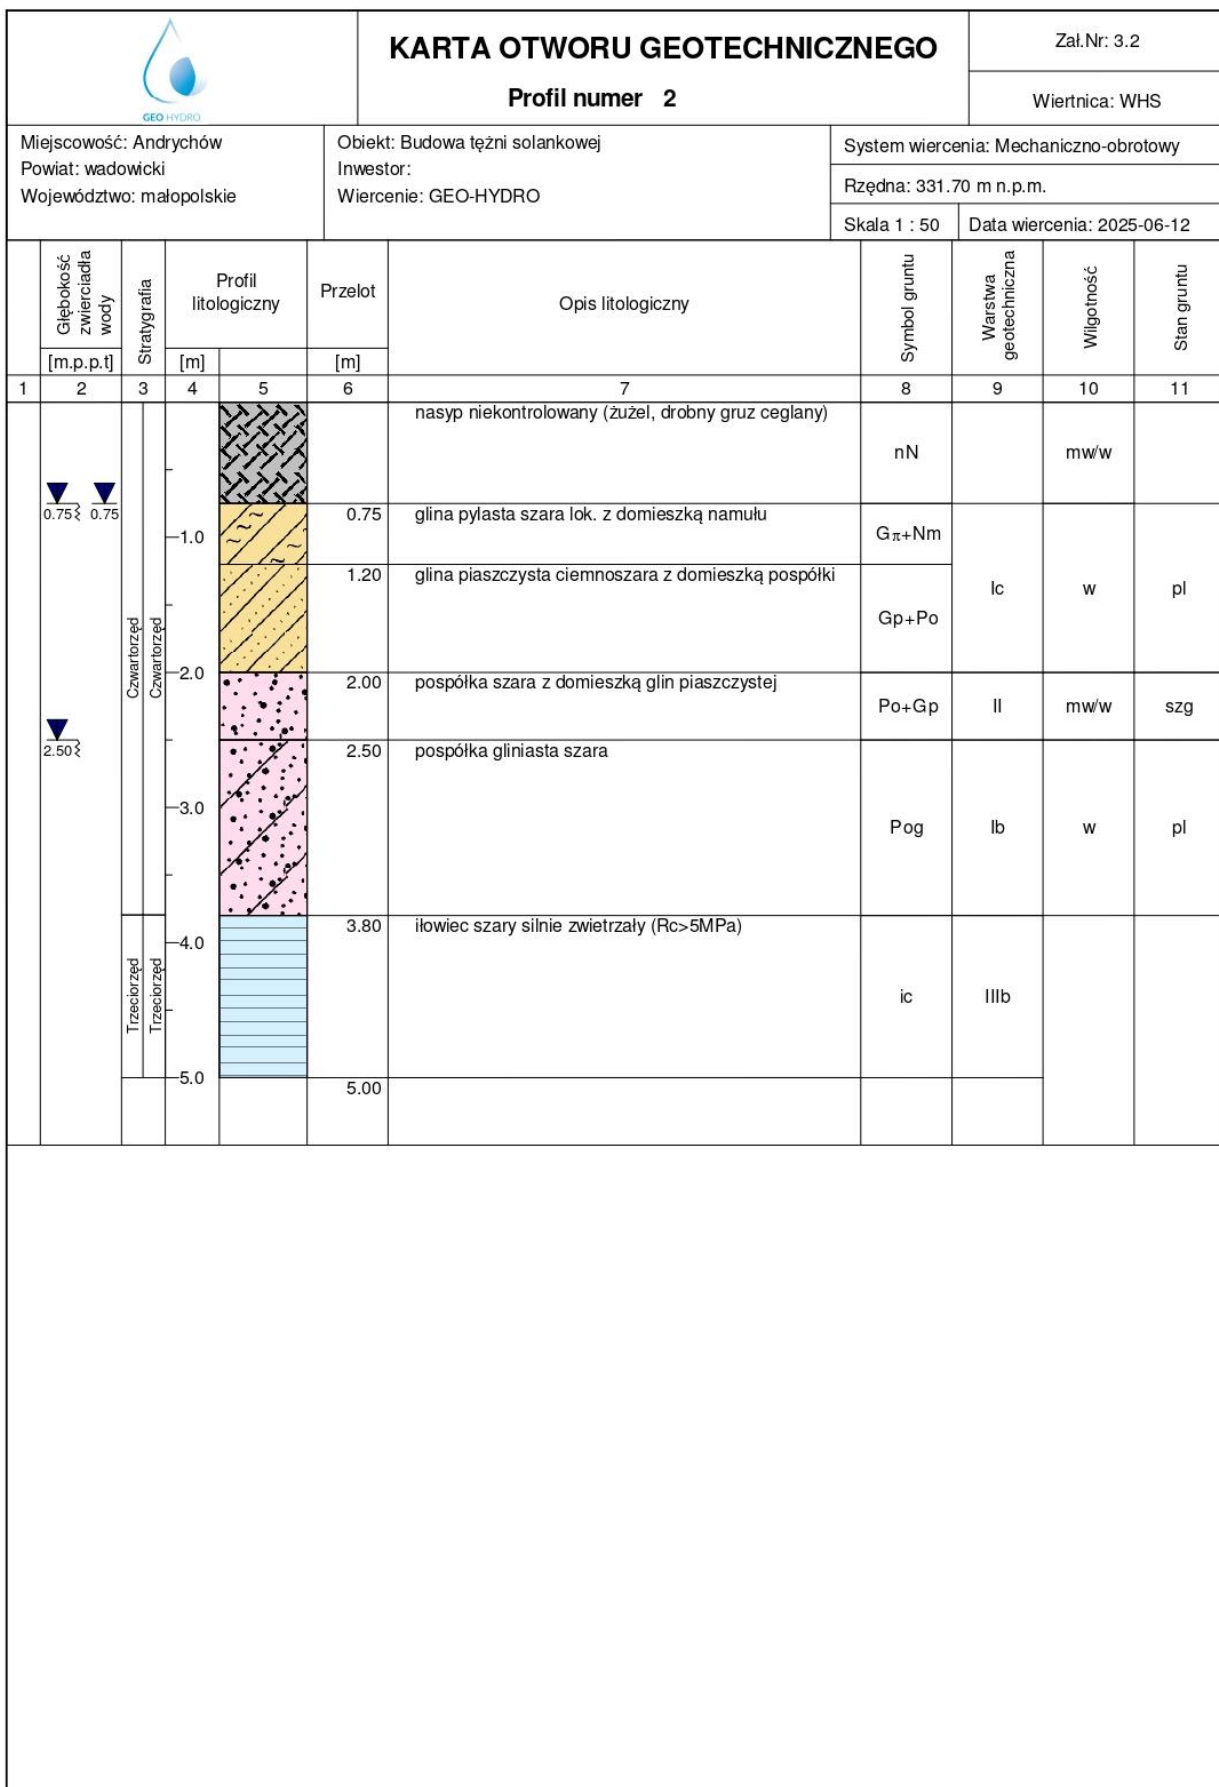 GEO HYDRO
KARTA OTWORU GEOTECHNICZNEGO
Profil numer 2
Zał.Nr: 3.2
Wiertnica: WHS
Miejscowość: Andrychów
Powiat: wadowicki
Województwo: małopolskie
Obiekt: Budowa tężni solankowej
Inwestor:
Wiercenie: GEO-HYDRO
System wiercenia: Mechaniczno-obrotowy
Rzędna: 331.70 m n.p.m.
Skala 1 : 50
Data wiercenia: 2025-06-12
Głębokość
zwierciadła
wody
[m.p.p.t]
Stratygrafia
Profil
litologiczny
[m]
Przelot
[m]
Opis litologiczny
Symbol gruntu
Warstwa
geotechniczna
Wilgotność
Stan gruntu
1 2 3 4 5 6 7 8 9 10 11
nasyp niekontrolowany (żużel, drobny gruz ceglany)
nN
mw/w
0.75 0.75
0.75
glina pylasta szara lok. z domieszką namułu
Gπ+Nm
1.0
1.20
glina piaszczysta ciemnoszara z domieszką pospółki
Gp+Po
Ic
w
pl
Czwartorzęd
Czwartorzęd
2.0
2.00
pospółka szara z domieszką glin piaszczystej
Po+Gp
II
mw/w
szg
2.50
2.50
pospółka gliniasta szara
3.0
Pog
Ib
w
pl
3.80
iłowiec szary silnie zwietrzały (Rc>5MPa)
4.0
Trzeciorzęd
Trzeciorzęd
ic
IIIb
5.0
5.00